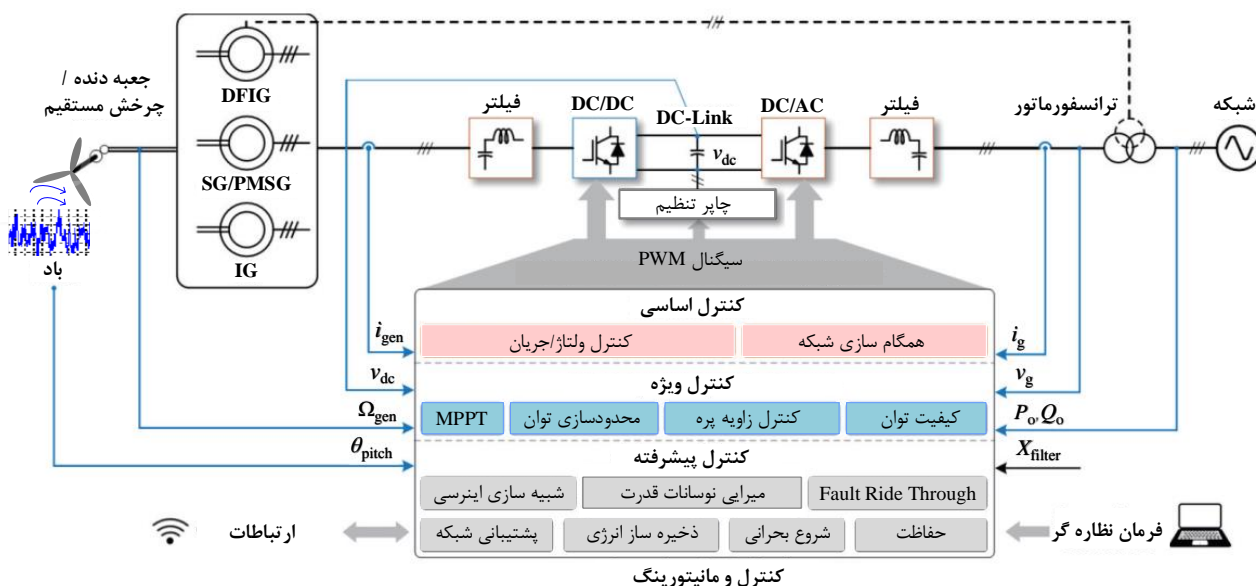 جعبه دنده /
چرخش مستقیم
باد
DFIG
SG/PMSG
IG
فیلتر
DC/DC
DC-Link
v_dc
DC/AC
فیلتر
ترانسفورماتور
شبکه
چاپر تنظیم
سیگنال PWM
کنترل اساسی
کنترل ولتاژ/جریان
همگام سازی شبکه
کنترل ویژه
MPPT
محدودسازی توان
کنترل زاویه پره
کیفیت توان
کنترل پیشرفته
شبیه سازی اینرسی
میرایی نوسانات قدرت
Fault Ride Through
پشتیبانی شبکه
ذخیره ساز انرژی
شروع بحرانی
حفاظت
کنترل و مانیتورینگ
i_gen
v_dc
Ω_gen
θ_pitch
i_g
v_g
P_o, Q_o
X_filter
ارتباطات
فرمان نظاره گر